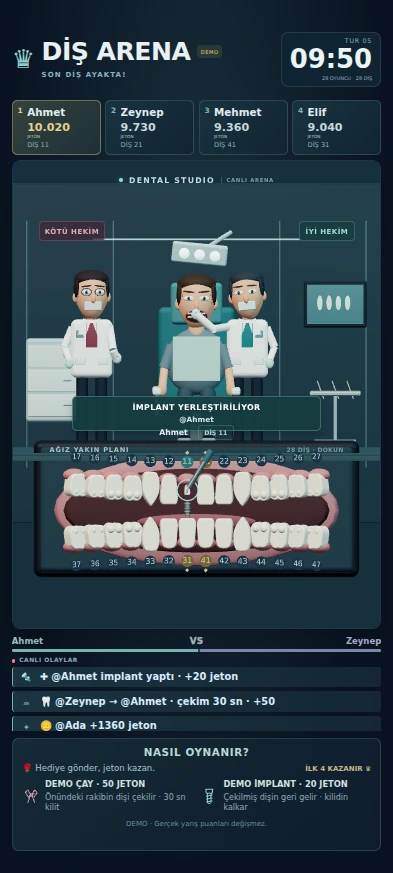 DİŞ ARENA
DEMO
SON DİŞ AYAKTA!
TUR 05
09:50
28 OYUNCU · 28 DİŞ
1 Ahmet
10.020
JETON
DİŞ 11
2 Zeynep
9.730
JETON
DİŞ 21
3 Mehmet
9.360
JETON
DİŞ 41
4 Elif
9.040
JETON
DİŞ 31
DENTAL STUDIO | CANLI ARENA
KÖTÜ HEKİM
İYİ HEKİM
İMPLANT YERLEŞTİRİLİYOR
@Ahmet
Ahmet DİŞ 11
AĞIZ YAKIN PLANI
28 DİŞ · DOKUN
17 16 15 14 13 12 11 22 23 24 25 26 27
37 36 35 34 33 32 31 41 42 43 44 45 46 47
Ahmet VS Zeynep
CANLI OLAYLAR
@Ahmet implant yaptı · +20 jeton
@Zeynep → @Ahmet · çekim 30 sn · +50
@Ada +1360 jeton
NASIL OYNANIR?
Hediye gönder, jeton kazan.
İLK 4 KAZANIR
DEMO ÇAY · 50 JETON
Önündeki rakibin dişi çekilir · 30 sn
kilit
DEMO İMPLANT · 20 JETON
Çekilmiş dişin geri gelir · kilidin
kalkar
DEMO · Gerçek yarış puanları değişmez.